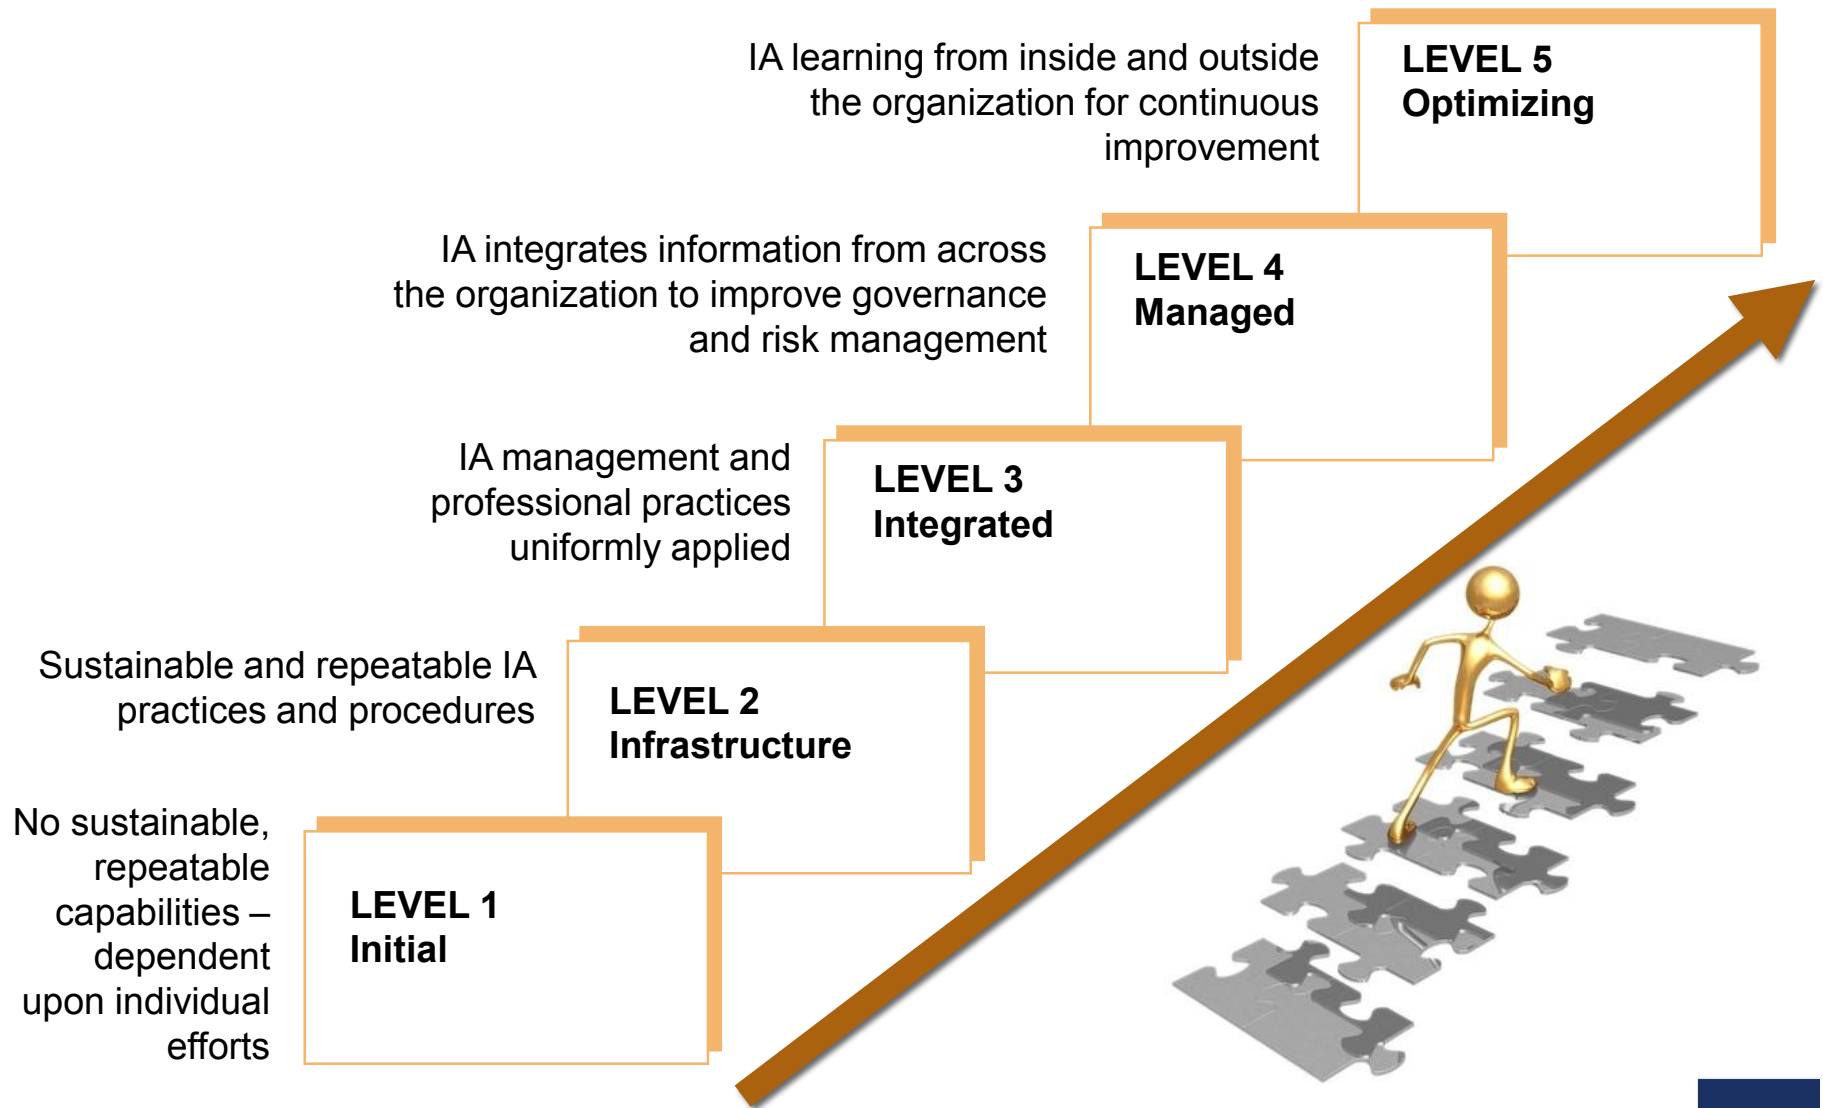 IA learning from inside and outside
the organization for continuous
improvement
LEVEL 5
Optimizing
IA integrates information from across
the organization to improve governance
and risk management
LEVEL 4
Managed
IA management and
professional practices
uniformly applied
LEVEL 3
Integrated
Sustainable and repeatable IA
practices and procedures
LEVEL 2
Infrastructure
No sustainable,
repeatable
capabilities –
dependent
upon individual
efforts
LEVEL 1
Initial